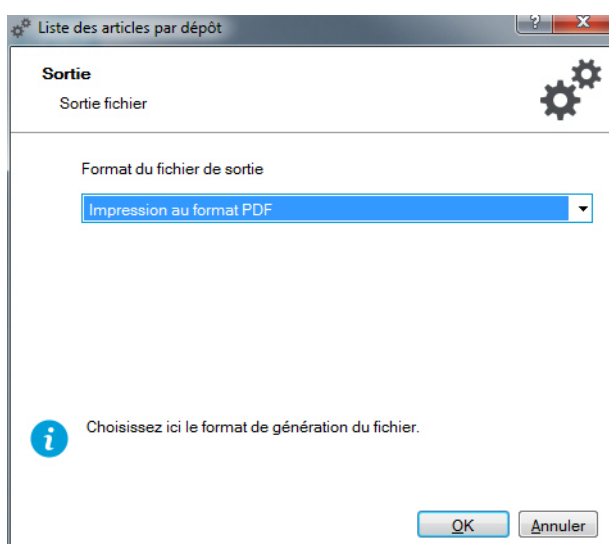 Liste des articles par dépôt
?
X
Sortie
Sortie fichier
Format du fichier de sortie
Impression au format PDF
i
Choisissez ici le format de génération du fichier.
OK
Annuler